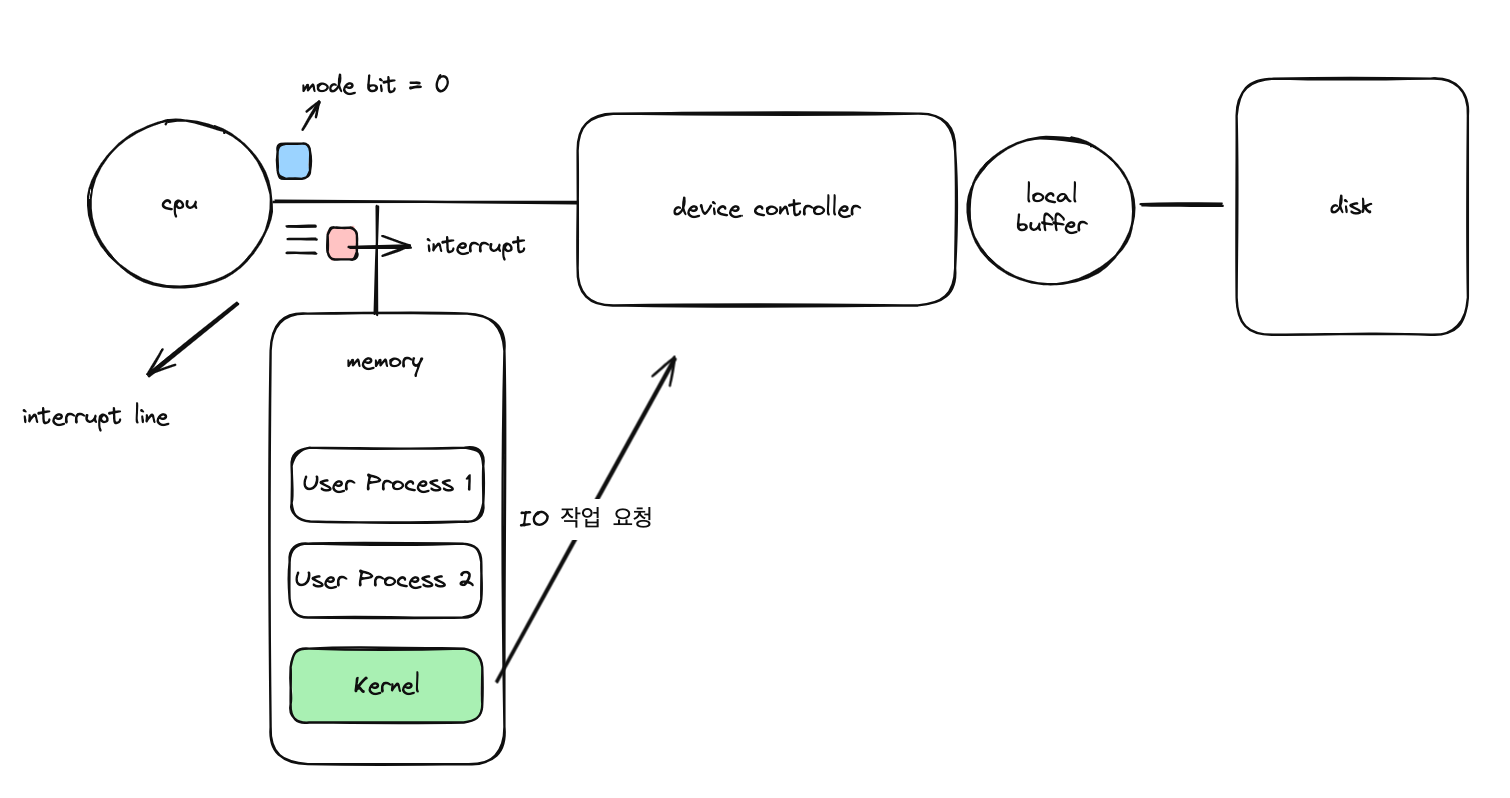 mode bit = 0
cpu
device controller
local
buffer
disk
interrupt
memory
interrupt line
User Process 1
IO 작업 요청
User Process 2
Kernel